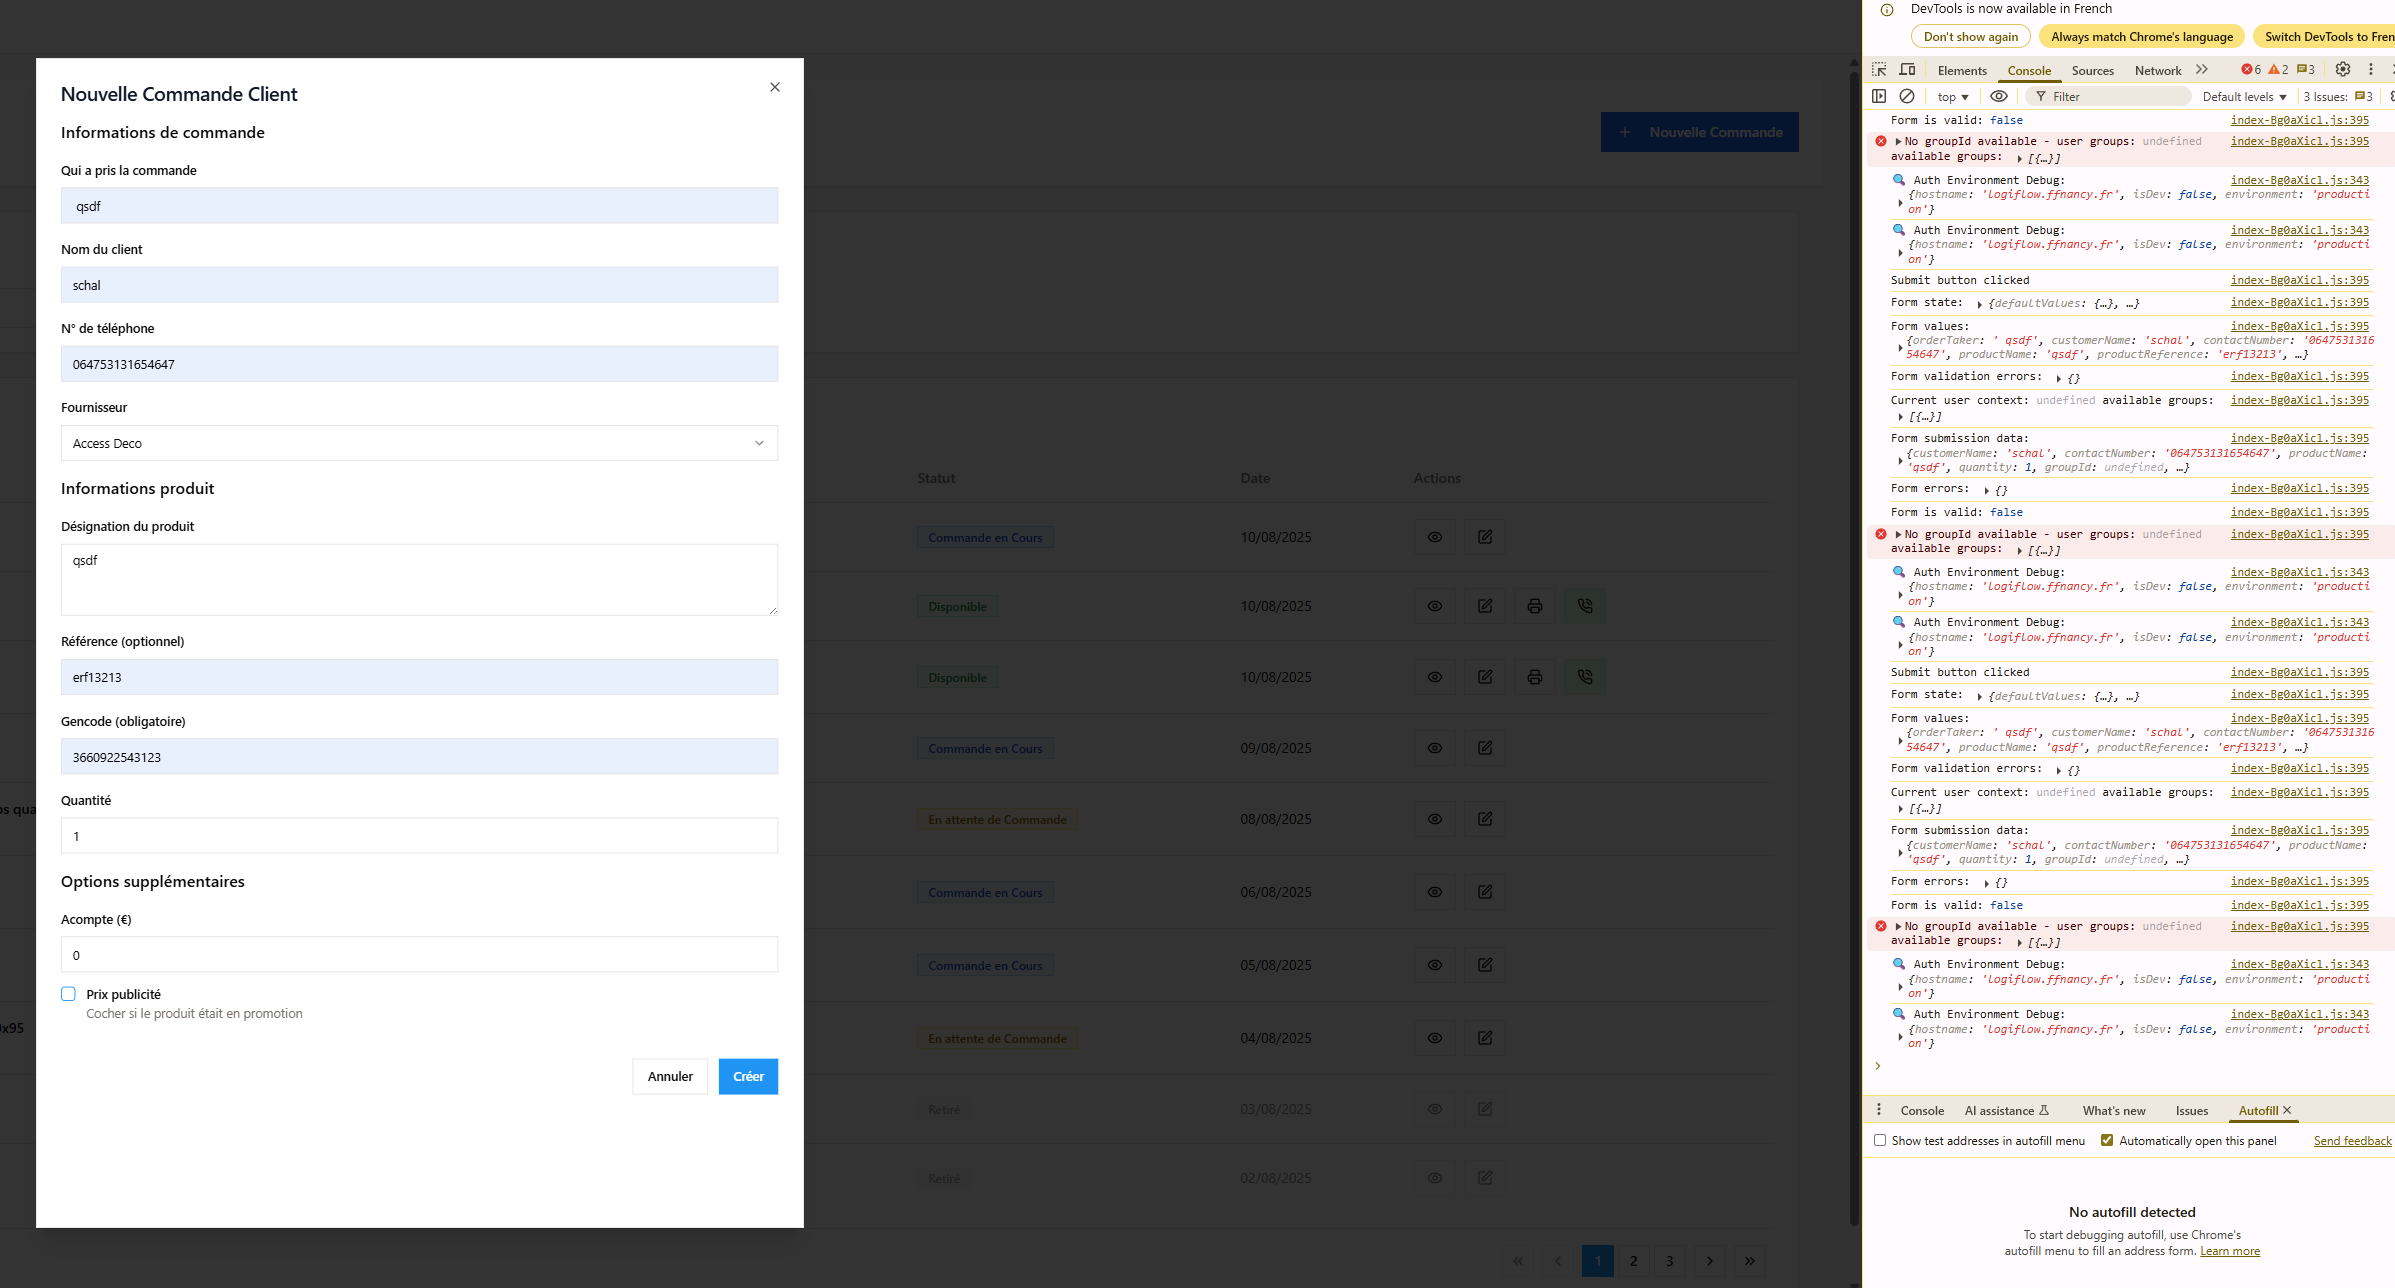 Nouvelle Commande Client
Informations de commande
Qui a pris la commande
qsdf
Nom du client
schal
N° de téléphone
064753131654647
Fournisseur
Access Deco
Informations produit
Désignation du produit
qsdf
Référence (optionnel)
erf13213
Gencode (obligatoire)
3660922543123
Quantité
1
Options supplémentaires
Acompte (€)
0
Prix publicité
Cocher si le produit était en promotion
Annuler Créer
os qua
0x95
+ Nouvelle Commande
Statut Date Actions
Commande en Cours 10/08/2025
Disponible 10/08/2025
Disponible 10/08/2025
Commande en Cours 09/08/2025
En attente de Commande 08/08/2025
Commande en Cours 06/08/2025
Commande en Cours 05/08/2025
En attente de Commande 04/08/2025
Retiré 03/08/2025
Retiré 02/08/2025
« ‹ 1 2 3 › »
DevTools is now available in French
Don't show again Always match Chrome's language Switch DevTools to Fren
Elements Console Sources Network 6 2 3
top Filter Default levels 3 Issues: 3
Form is valid: false index-Bg0aXicl.js:395
No groupId available - user groups: undefined index-Bg0aXicl.js:395
available groups: [{…}]
Auth Environment Debug: index-Bg0aXicl.js:343
{hostname: 'logiflow.ffnancy.fr', isDev: false, environment: 'producti
on'}
Auth Environment Debug: index-Bg0aXicl.js:343
{hostname: 'logiflow.ffnancy.fr', isDev: false, environment: 'producti
on'}
Submit button clicked index-Bg0aXicl.js:395
Form state: {defaultValues: {…}, …} index-Bg0aXicl.js:395
Form values: index-Bg0aXicl.js:395
{orderTaker: ' qsdf', customerName: 'schal', contactNumber: '0647531316
54647', productName: 'qsdf', productReference: 'erf13213', …}
Form validation errors: {} index-Bg0aXicl.js:395
Current user context: undefined available groups: index-Bg0aXicl.js:395
[{…}]
Form submission data: index-Bg0aXicl.js:395
{customerName: 'schal', contactNumber: '064753131654647', productName:
'qsdf', quantity: 1, groupId: undefined, …}
Form errors: {} index-Bg0aXicl.js:395
Form is valid: false index-Bg0aXicl.js:395
No groupId available - user groups: undefined index-Bg0aXicl.js:395
available groups: [{…}]
Auth Environment Debug: index-Bg0aXicl.js:343
{hostname: 'logiflow.ffnancy.fr', isDev: false, environment: 'producti
on'}
Auth Environment Debug: index-Bg0aXicl.js:343
{hostname: 'logiflow.ffnancy.fr', isDev: false, environment: 'producti
on'}
Submit button clicked index-Bg0aXicl.js:395
Form state: {defaultValues: {…}, …} index-Bg0aXicl.js:395
Form values: index-Bg0aXicl.js:395
{orderTaker: ' qsdf', customerName: 'schal', contactNumber: '0647531316
54647', productName: 'qsdf', productReference: 'erf13213', …}
Form validation errors: {} index-Bg0aXicl.js:395
Current user context: undefined available groups: index-Bg0aXicl.js:395
[{…}]
Form submission data: index-Bg0aXicl.js:395
{customerName: 'schal', contactNumber: '064753131654647', productName:
'qsdf', quantity: 1, groupId: undefined, …}
Form errors: {} index-Bg0aXicl.js:395
Form is valid: false index-Bg0aXicl.js:395
No groupId available - user groups: undefined index-Bg0aXicl.js:395
available groups: [{…}]
Auth Environment Debug: index-Bg0aXicl.js:343
{hostname: 'logiflow.ffnancy.fr', isDev: false, environment: 'producti
on'}
Auth Environment Debug: index-Bg0aXicl.js:343
{hostname: 'logiflow.ffnancy.fr', isDev: false, environment: 'producti
on'}
Console AI assistance What's new Issues Autofill
Show test addresses in autofill menu Automatically open this panel Send feedback
No autofill detected
To start debugging autofill, use Chrome's
autofill menu to fill an address form. Learn more